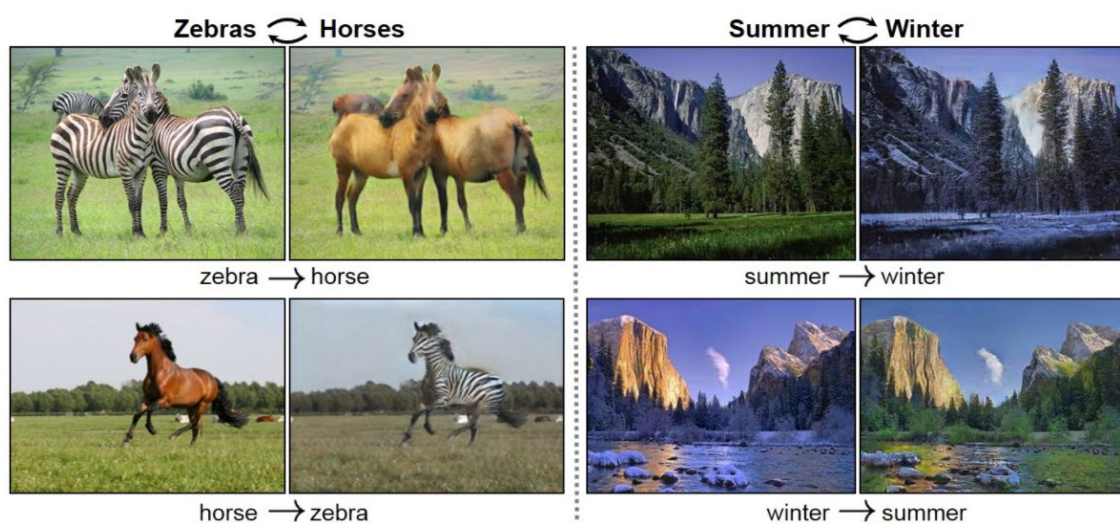 Zebras Horses
zebra → horse
horse → zebra
Summer Winter
summer → winter
winter → summer